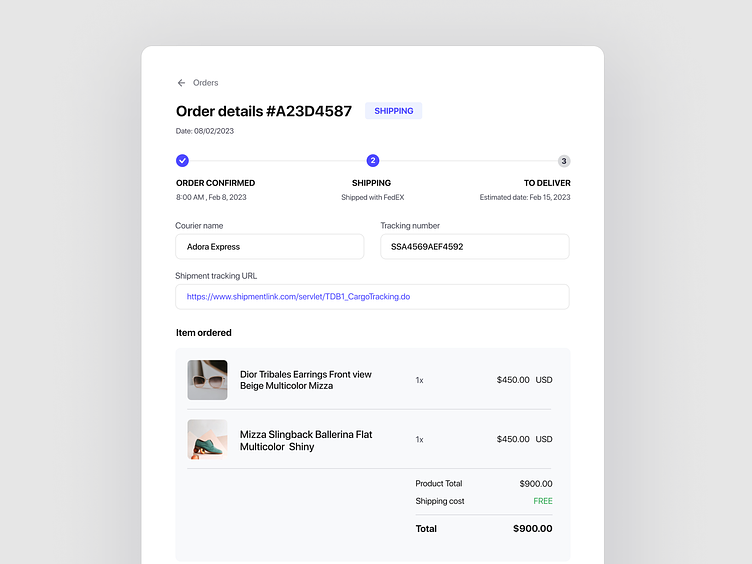 Orders
Order details #A23D4587 SHIPPING
Date: 08/02/2023
2 3
ORDER CONFIRMED SHIPPING TO DELIVER
8:00 AM , Feb 8, 2023 Shipped with FedEX Estimated date: Feb 15, 2023
Courier name Tracking number
Adora Express SSA4569AEF4592
Shipment tracking URL
https://www.shipmentlink.com/servlet/TDB1_CargoTracking.do
Item ordered
Dior Tribales Earrings Front view
Beige Multicolor Mizza
1x $450.00 USD
Mizza Slingback Ballerina Flat
Multicolor Shiny
1x $450.00 USD
Product Total $900.00
Shipping cost FREE
Total $900.00